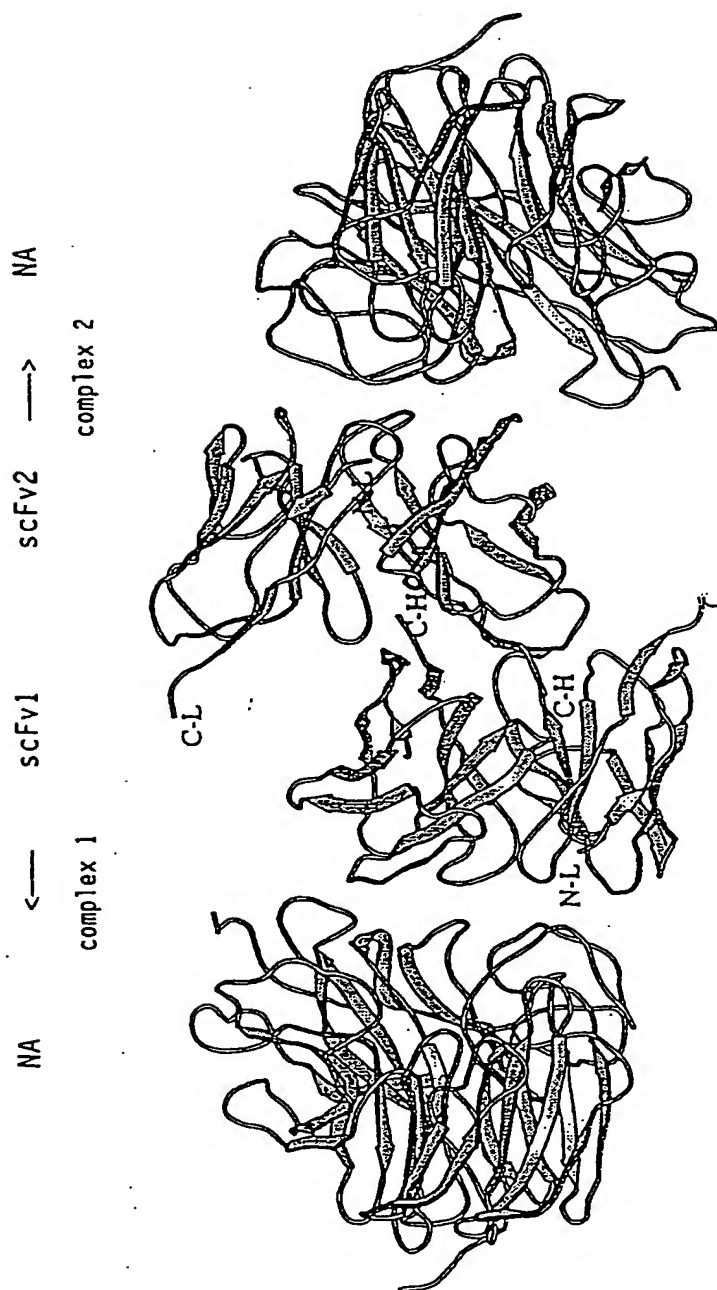 NA <—— scFv1 scFv2 ——> NA
complex 1 complex 2
C-L
C-H
C-H
N-L